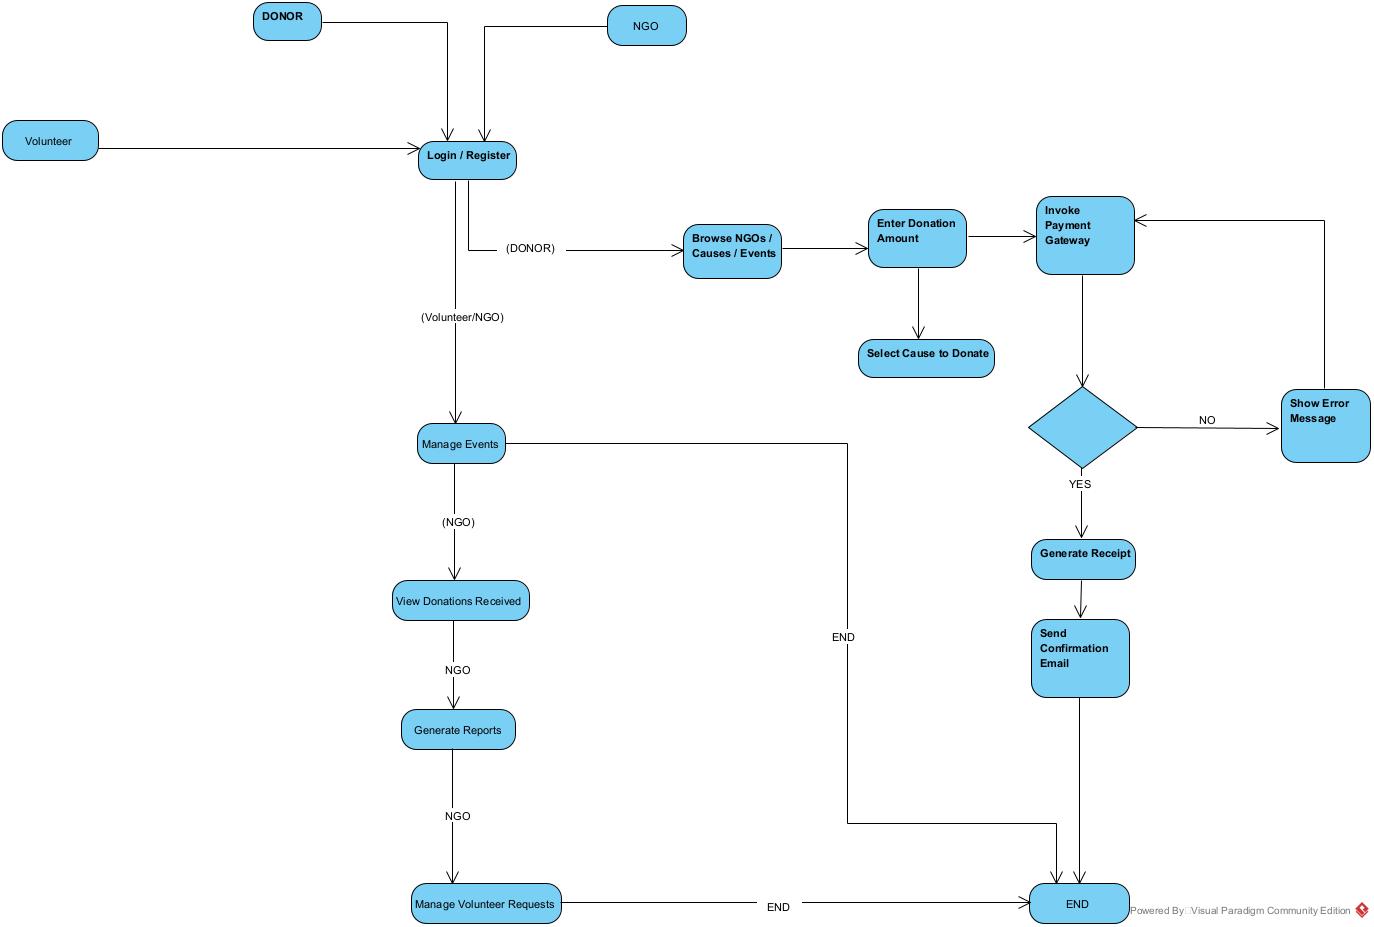 DONOR
NGO
Volunteer
Login / Register
(DONOR)
Browse NGOs /
Causes / Events
Enter Donation
Amount
Invoke
Payment
Gateway
(Volunteer/NGO)
Select Cause to Donate
Show Error
Message
NO
Manage Events
YES
(NGO)
Generate Receipt
View Donations Received
END
Send
Confirmation
Email
NGO
Generate Reports
NGO
Manage Volunteer Requests
END
END
Powered By Visual Paradigm Community Edition